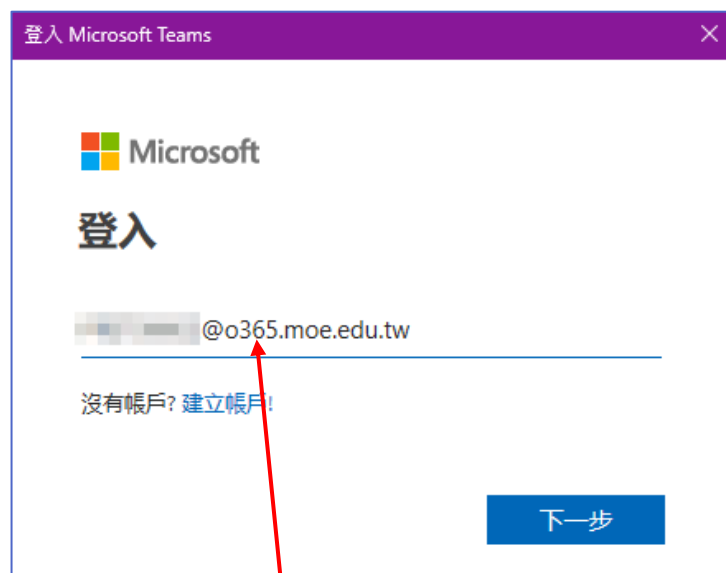 登入 Microsoft Teams
Microsoft
登入
@o365.moe.edu.tw
沒有帳戶? 建立帳戶!
下一步